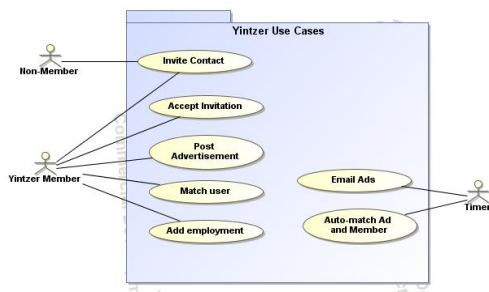 Yintzer Use Cases
Invite Contact
Non-Member
Accept Invitation
Post
Advertisement
Yintzer Member
Match user
Email Ads
Timer
Auto-match Ad
and Member
Add employment